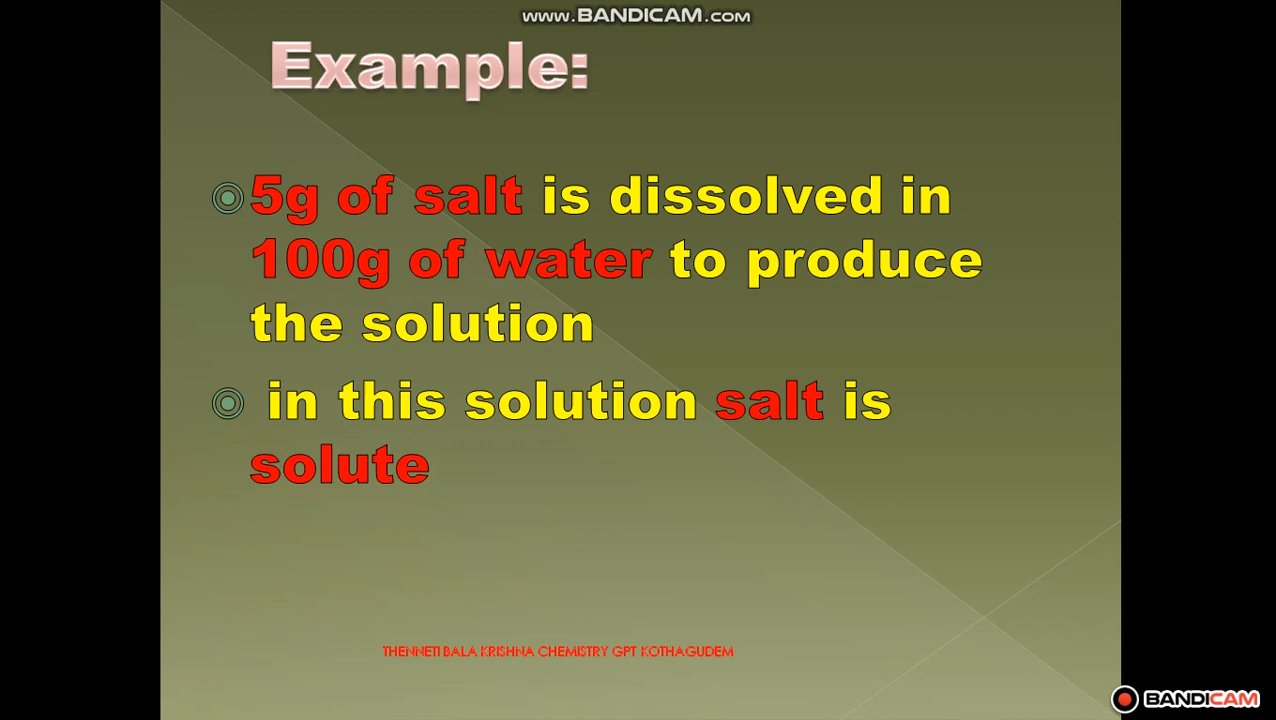 www.BANDICAM.com
Example:
5g of salt is dissolved in
100g of water to produce
the solution
in this solution salt is
solute
THENNETI BALA KRISHNA CHEMISTRY GPT KOTHAGUDEM
BANDICAM